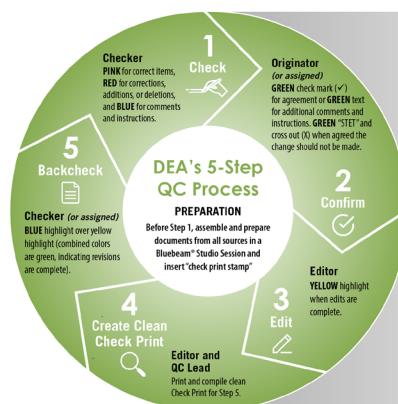 1
Check
Checker
PINK for correct items,
RED for corrections,
additions, or deletions,
and BLUE for comments
and instructions.
Originator
(or assigned)
GREEN check mark (✓)
for agreement or GREEN text
for additional comments and
instructions. GREEN “STET” and
cross out (X) when agreed the
change should not be made.
2
Confirm
Editor
YELLOW highlight
when edits are
complete.
3
Edit
Editor and
QC Lead
Print and compile clean
Check Print for Step 5.
4
Create Clean
Check Print
5
Backcheck
Checker (or assigned)
BLUE highlight over yellow
highlight (combined colors
are green, indicating revisions
are complete).
DEA’s 5-Step
QC Process
PREPARATION
Before Step 1, assemble and prepare
documents from all sources in a
Bluebeam® Studio Session and
insert “check print stamp”